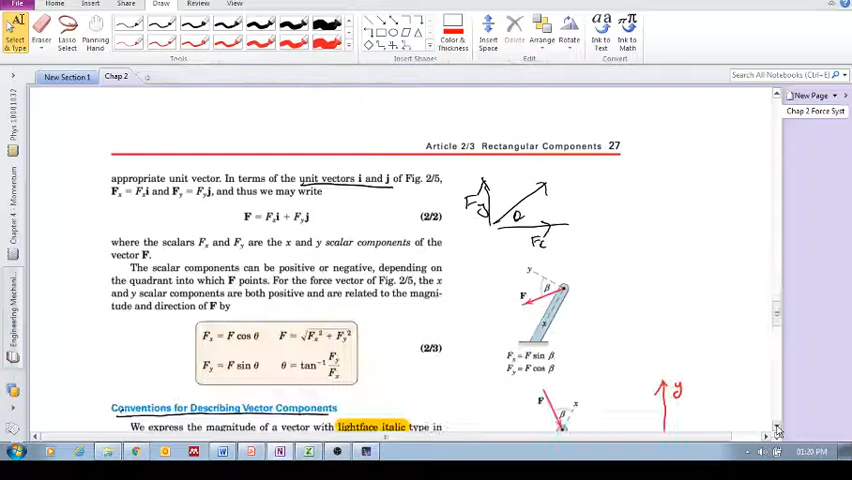 File
Home
Insert
Draw
Review
View
Select
& Type
Eraser
Lasso
Select
Panning
Hand
Color &
Thickness
Insert
Space
Delete
Arrange
Rotate
Ink to
Text
Ink to
Math
Tools
Insert Shapes
Edit
New Section 1
Chap 2
Search All Notebooks (Ctrl+E)
New Page
Chap 2 Force Syst
Phys 10001032
Chapter 4 - Momentum
Engineering Mechani
Article 2/3 Rectangular Components 27
appropriate unit vector. In terms of the unit vectors i and j of Fig. 2/5,
Fx = Fxi and Fy = Fyj, and thus we may write
F = Fxi + Fyj (2/2)
where the scalars Fx and Fy are the x and y scalar components of the
vector F.
The scalar components can be positive or negative, depending on
the quadrant into which F points. For the force vector of Fig. 2/5, the x
and y scalar components are both positive and are related to the magni-
tude and direction of F by
Fx = F cos θ F = √Fx² + Fy²
Fy = F sin θ θ = tan⁻¹ Fy/Fx
(2/3)
Conventions for Describing Vector Components
We express the magnitude of a vector with lightface italic type in
Fy
θ
y
β
F
x
Fx = F sin β
Fy = F cos β
F
β
x
y
01:20 PM